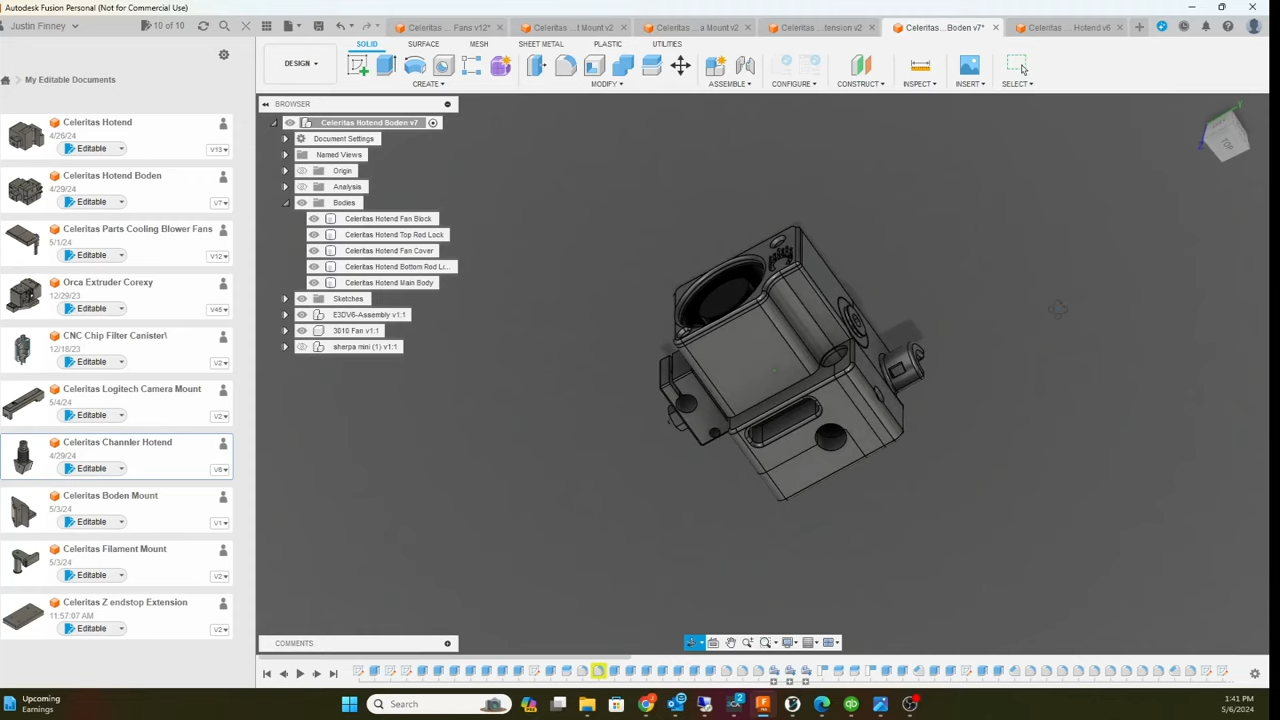 Autodesk Fusion Personal (Not for Commercial Use)
Justin Finney
10 of 10
Celeritas ... Fans v12*
Celeritas ...t Mount v2
Celeritas ...a Mount v2
Celeritas ...tension v2
Celeritas... Boden v7*
Celeritas... Hotend v6
SOLID
SURFACE
MESH
SHEET METAL
PLASTIC
UTILITIES
DESIGN
CREATE
MODIFY
ASSEMBLE
CONFIGURE
CONSTRUCT
INSPECT
INSERT
SELECT
My Editable Documents
BROWSER
Celeritas Hotend Boden v7
Document Settings
Named Views
Origin
Analysis
Bodies
Celeritas Hotend Fan Block
Celeritas Hotend Top Rod Lock
Celeritas Hotend Fan Cover
Celeritas Hotend Bottom Rod Lo...
Celeritas Hotend Main Body
Sketches
E3DV6-Assembly v1:1
3010 Fan v1:1
sherpa mini (1) v1:1
TOP
Celeritas Hotend
4/26/24
Editable
V13
Celeritas Hotend Boden
4/29/24
Editable
V7
Celeritas Parts Cooling Blower Fans
5/1/24
Editable
V12
Orca Extruder Corexy
12/29/23
Editable
V45
CNC Chip Filter Canister\
12/18/23
Editable
V2
Celeritas Logitech Camera Mount
5/4/24
Editable
V2
Celeritas Channler Hotend
4/29/24
Editable
V6
Celeritas Boden Mount
5/3/24
Editable
V1
Celeritas Filament Mount
5/3/24
Editable
V2
Celeritas Z endstop Extension
11:57:07 AM
Editable
V2
COMMENTS
Upcoming
Earnings
Search
1:41 PM
5/6/2024